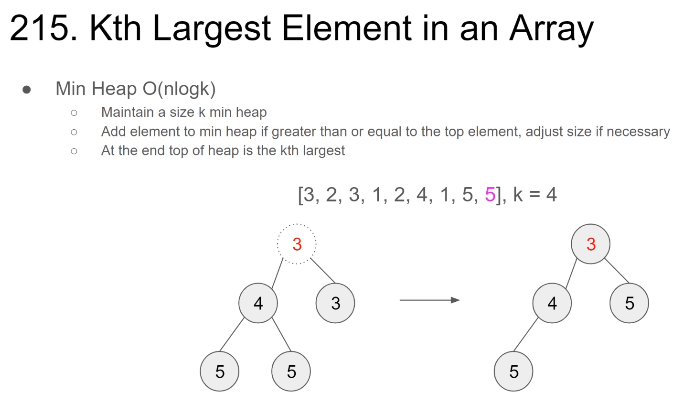 215. Kth Largest Element in an Array
● Min Heap O(nlogk)
○ Maintain a size k min heap
○ Add element to min heap if greater than or equal to the top element, adjust size if necessary
○ At the end top of heap is the kth largest
[3, 2, 3, 1, 2, 4, 1, 5, 5], k = 4
3 3
4 3 4 5
5 5 5